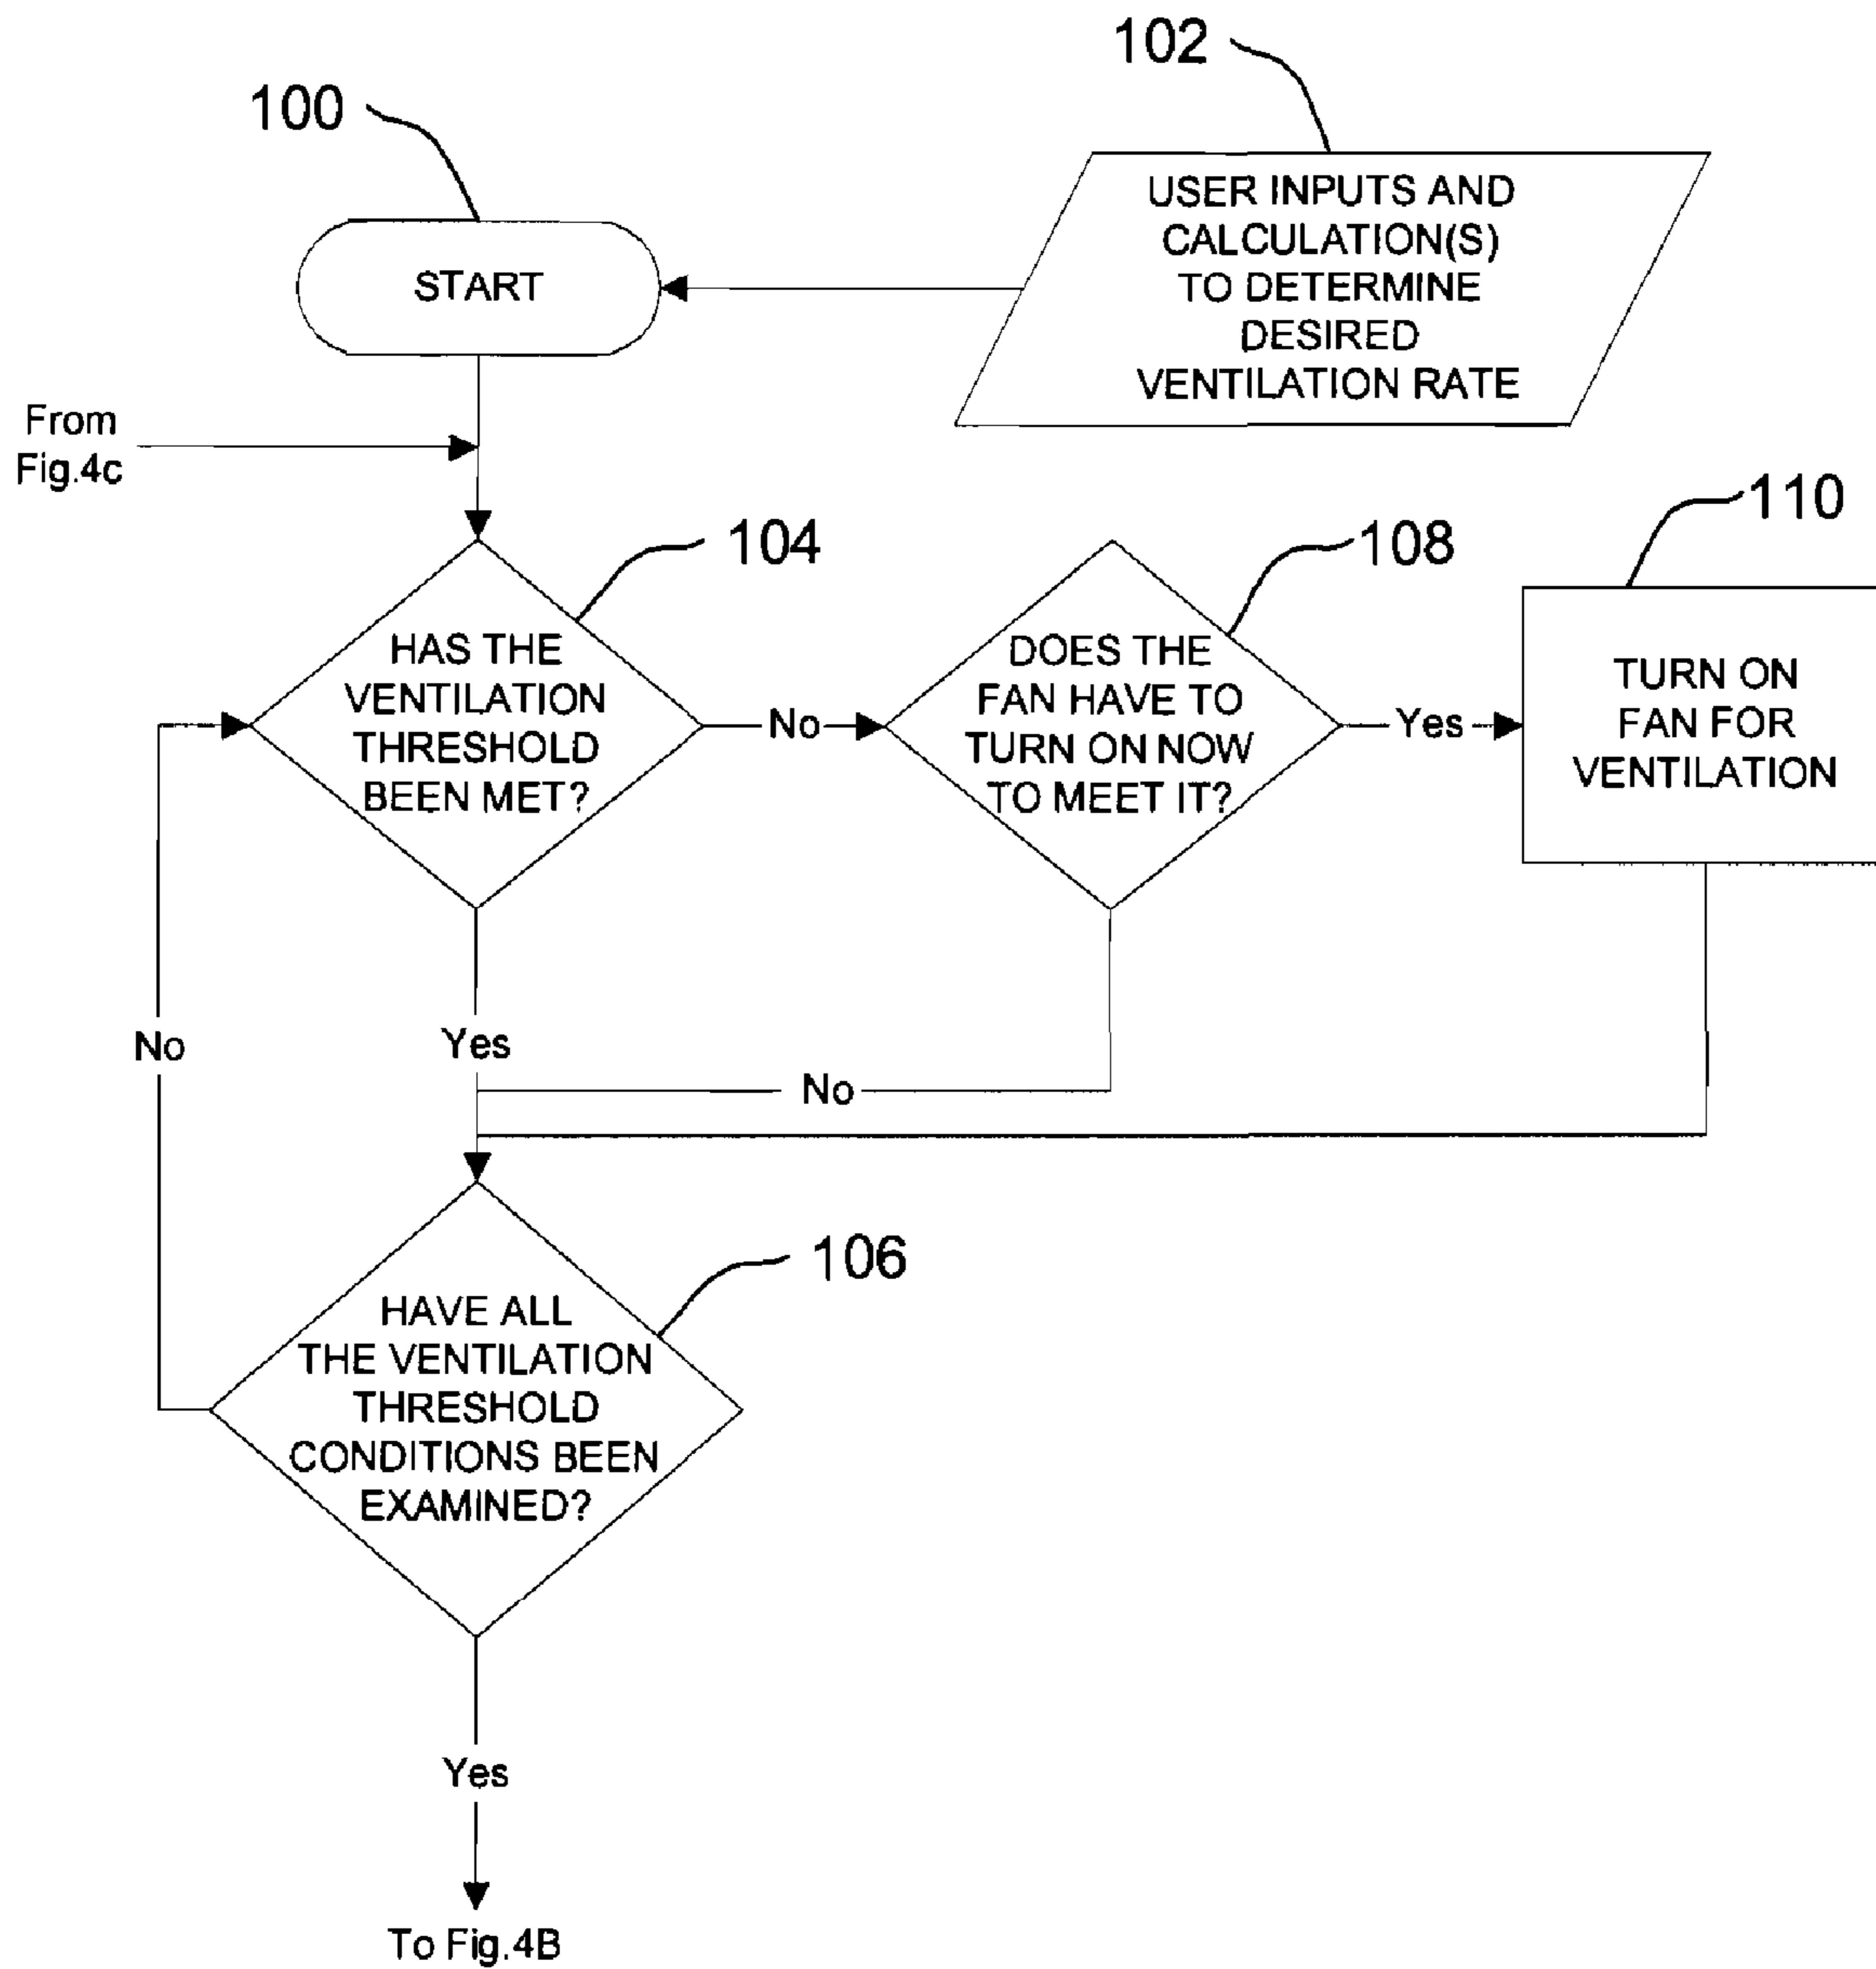 102
100
USER INPUTS AND
CALCULATION(S)
TO DETERMINE
DESIRED
VENTILATION RATE
START
From
Fig.4c
104
108
110
HAS THE
VENTILATION
THRESHOLD
BEEN MET?
No
DOES THE
FAN HAVE TO
TURN ON NOW
TO MEET IT?
Yes
TURN ON
FAN FOR
VENTILATION
No
Yes
No
106
HAVE ALL
THE VENTILATION
THRESHOLD
CONDITIONS BEEN
EXAMINED?
Yes
To Fig.4B